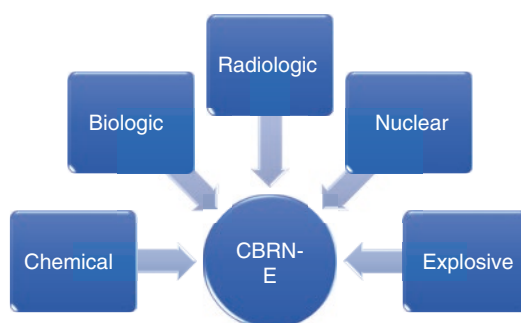 Radiologic
Biologic
Nuclear
Chemical
CBRN-
E
Explosive